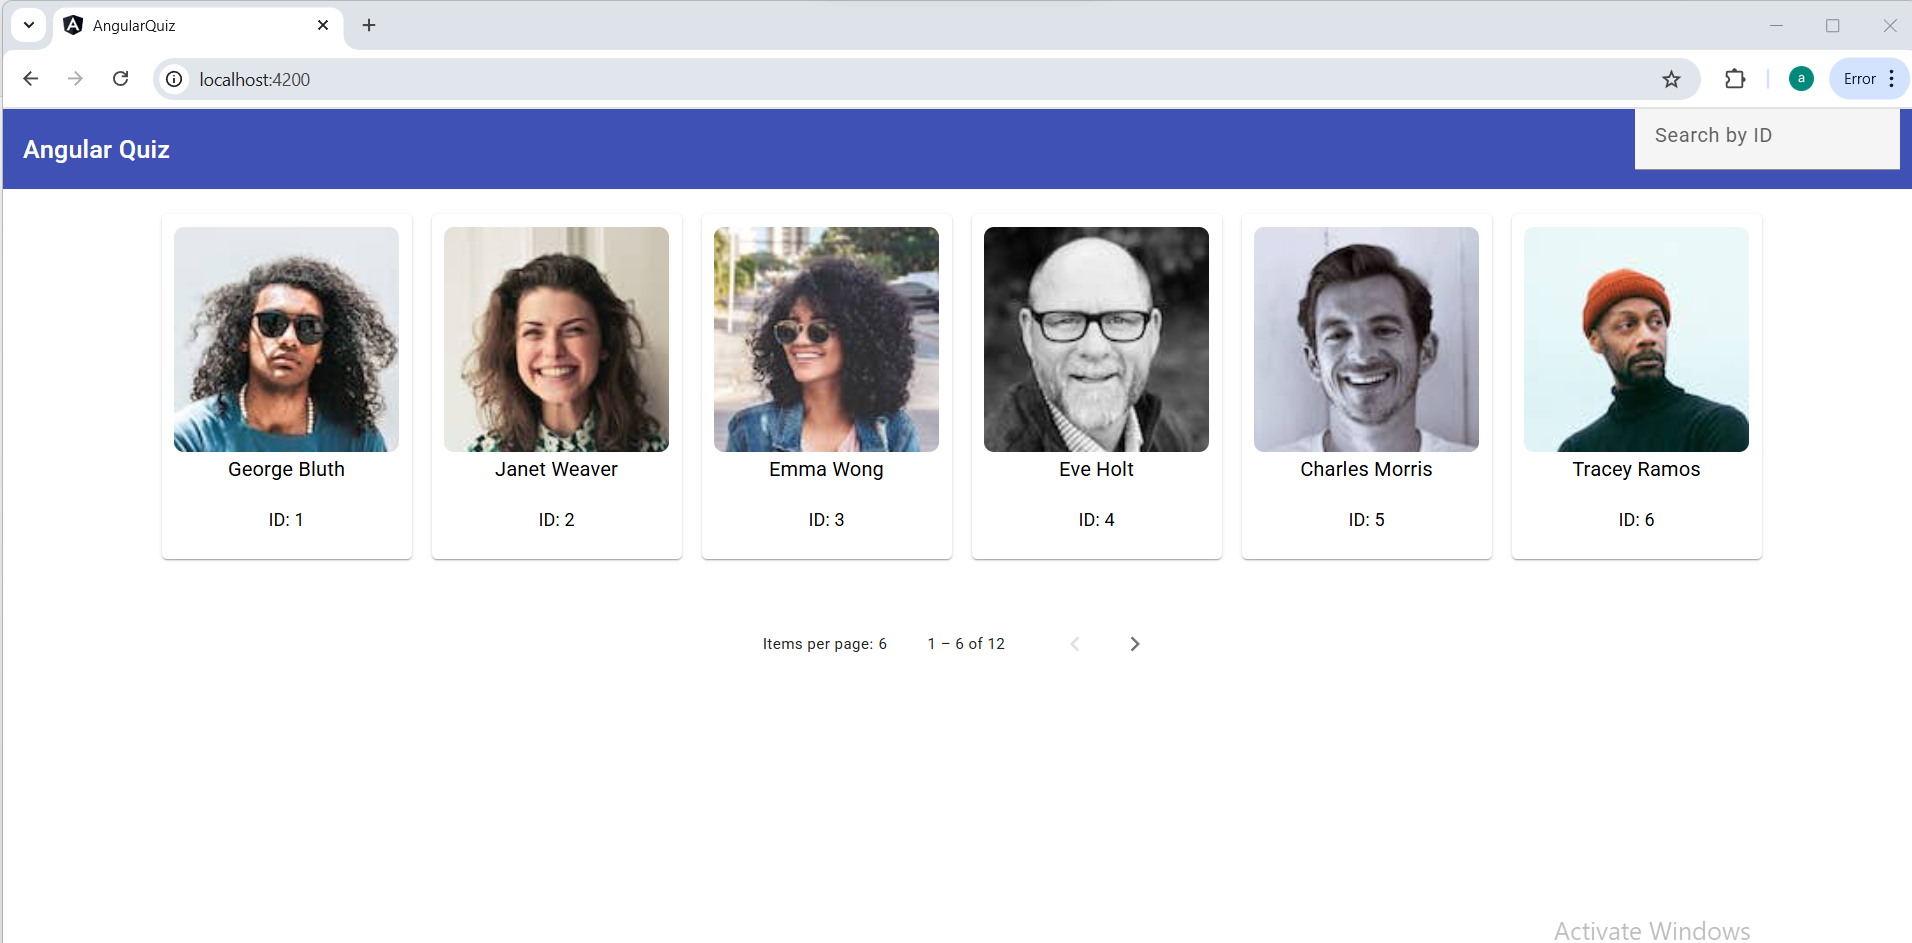 AngularQuiz
localhost:4200
a
Error
Angular Quiz
Search by ID
George Bluth
ID: 1
Janet Weaver
ID: 2
Emma Wong
ID: 3
Eve Holt
ID: 4
Charles Morris
ID: 5
Tracey Ramos
ID: 6
Items per page: 6
1 – 6 of 12
Activate Windows